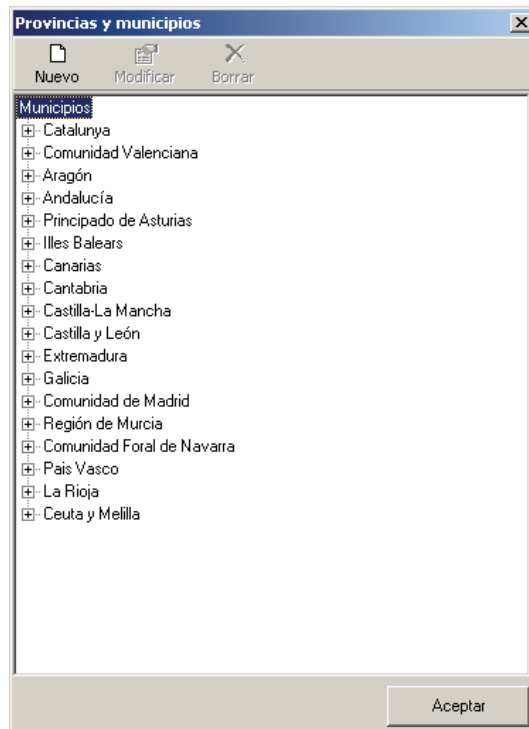 Provincias y municipios
Nuevo Modificar Borrar
Municipios
Catalunya
Comunidad Valenciana
Aragón
Andalucía
Principado de Asturias
Illes Balears
Canarias
Cantabria
Castilla-La Mancha
Castilla y León
Extremadura
Galicia
Comunidad de Madrid
Región de Murcia
Comunidad Foral de Navarra
Pais Vasco
La Rioja
Ceuta y Melilla
Aceptar